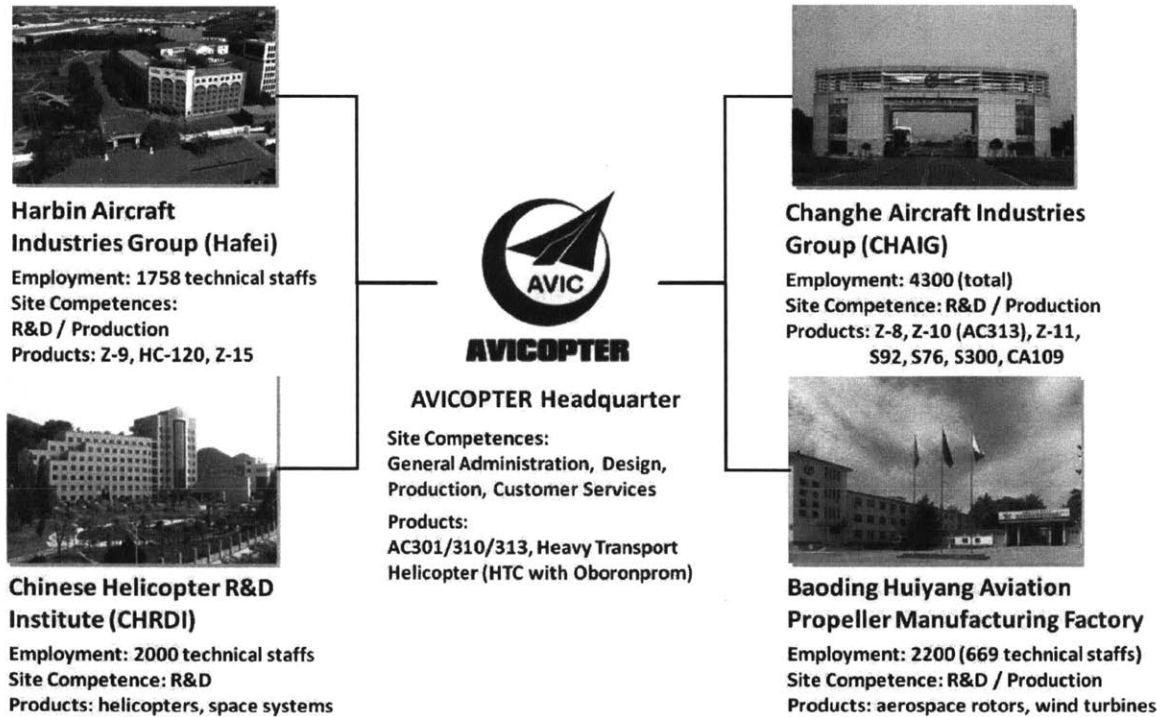 Harbin Aircraft
Industries Group (Hafei)
Employment: 1758 technical staffs
Site Competences:
R&D / Production
Products: Z-9, HC-120, Z-15
Chinese Helicopter R&D
Institute (CHRDI)
Employment: 2000 technical staffs
Site Competence: R&D
Products: helicopters, space systems
AVIC
AVICOPTER
AVICOPTER Headquarter
Site Competences:
General Administration, Design,
Production, Customer Services
Products:
AC301/310/313, Heavy Transport
Helicopter (HTC with Oboronprom)
Changhe Aircraft Industries
Group (CHAIG)
Employment: 4300 (total)
Site Competence: R&D / Production
Products: Z-8, Z-10 (AC313), Z-11,
S92, S76, S300, CA109
Baoding Huiyang Aviation
Propeller Manufacturing Factory
Employment: 2200 (669 technical staffs)
Site Competence: R&D / Production
Products: aerospace rotors, wind turbines